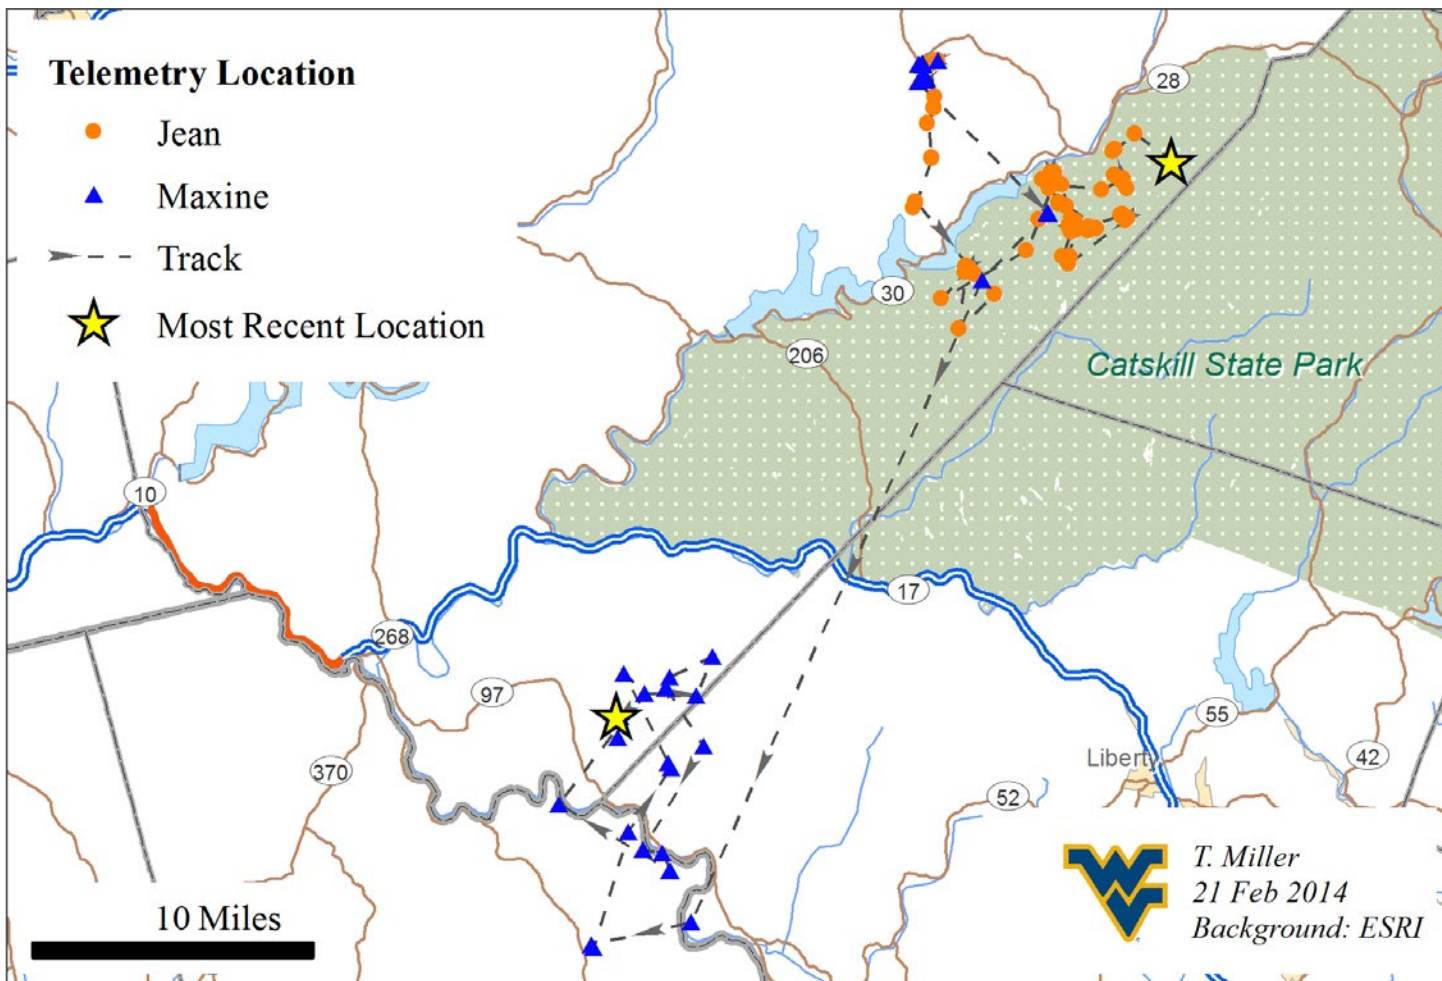 Telemetry Location
Jean
Maxine
Track
Most Recent Location
28
30
206
Catskill State Park
10
17
268
97
370
55
Liberty
42
52
10 Miles
WV
T. Miller
21 Feb 2014
Background: ESRI